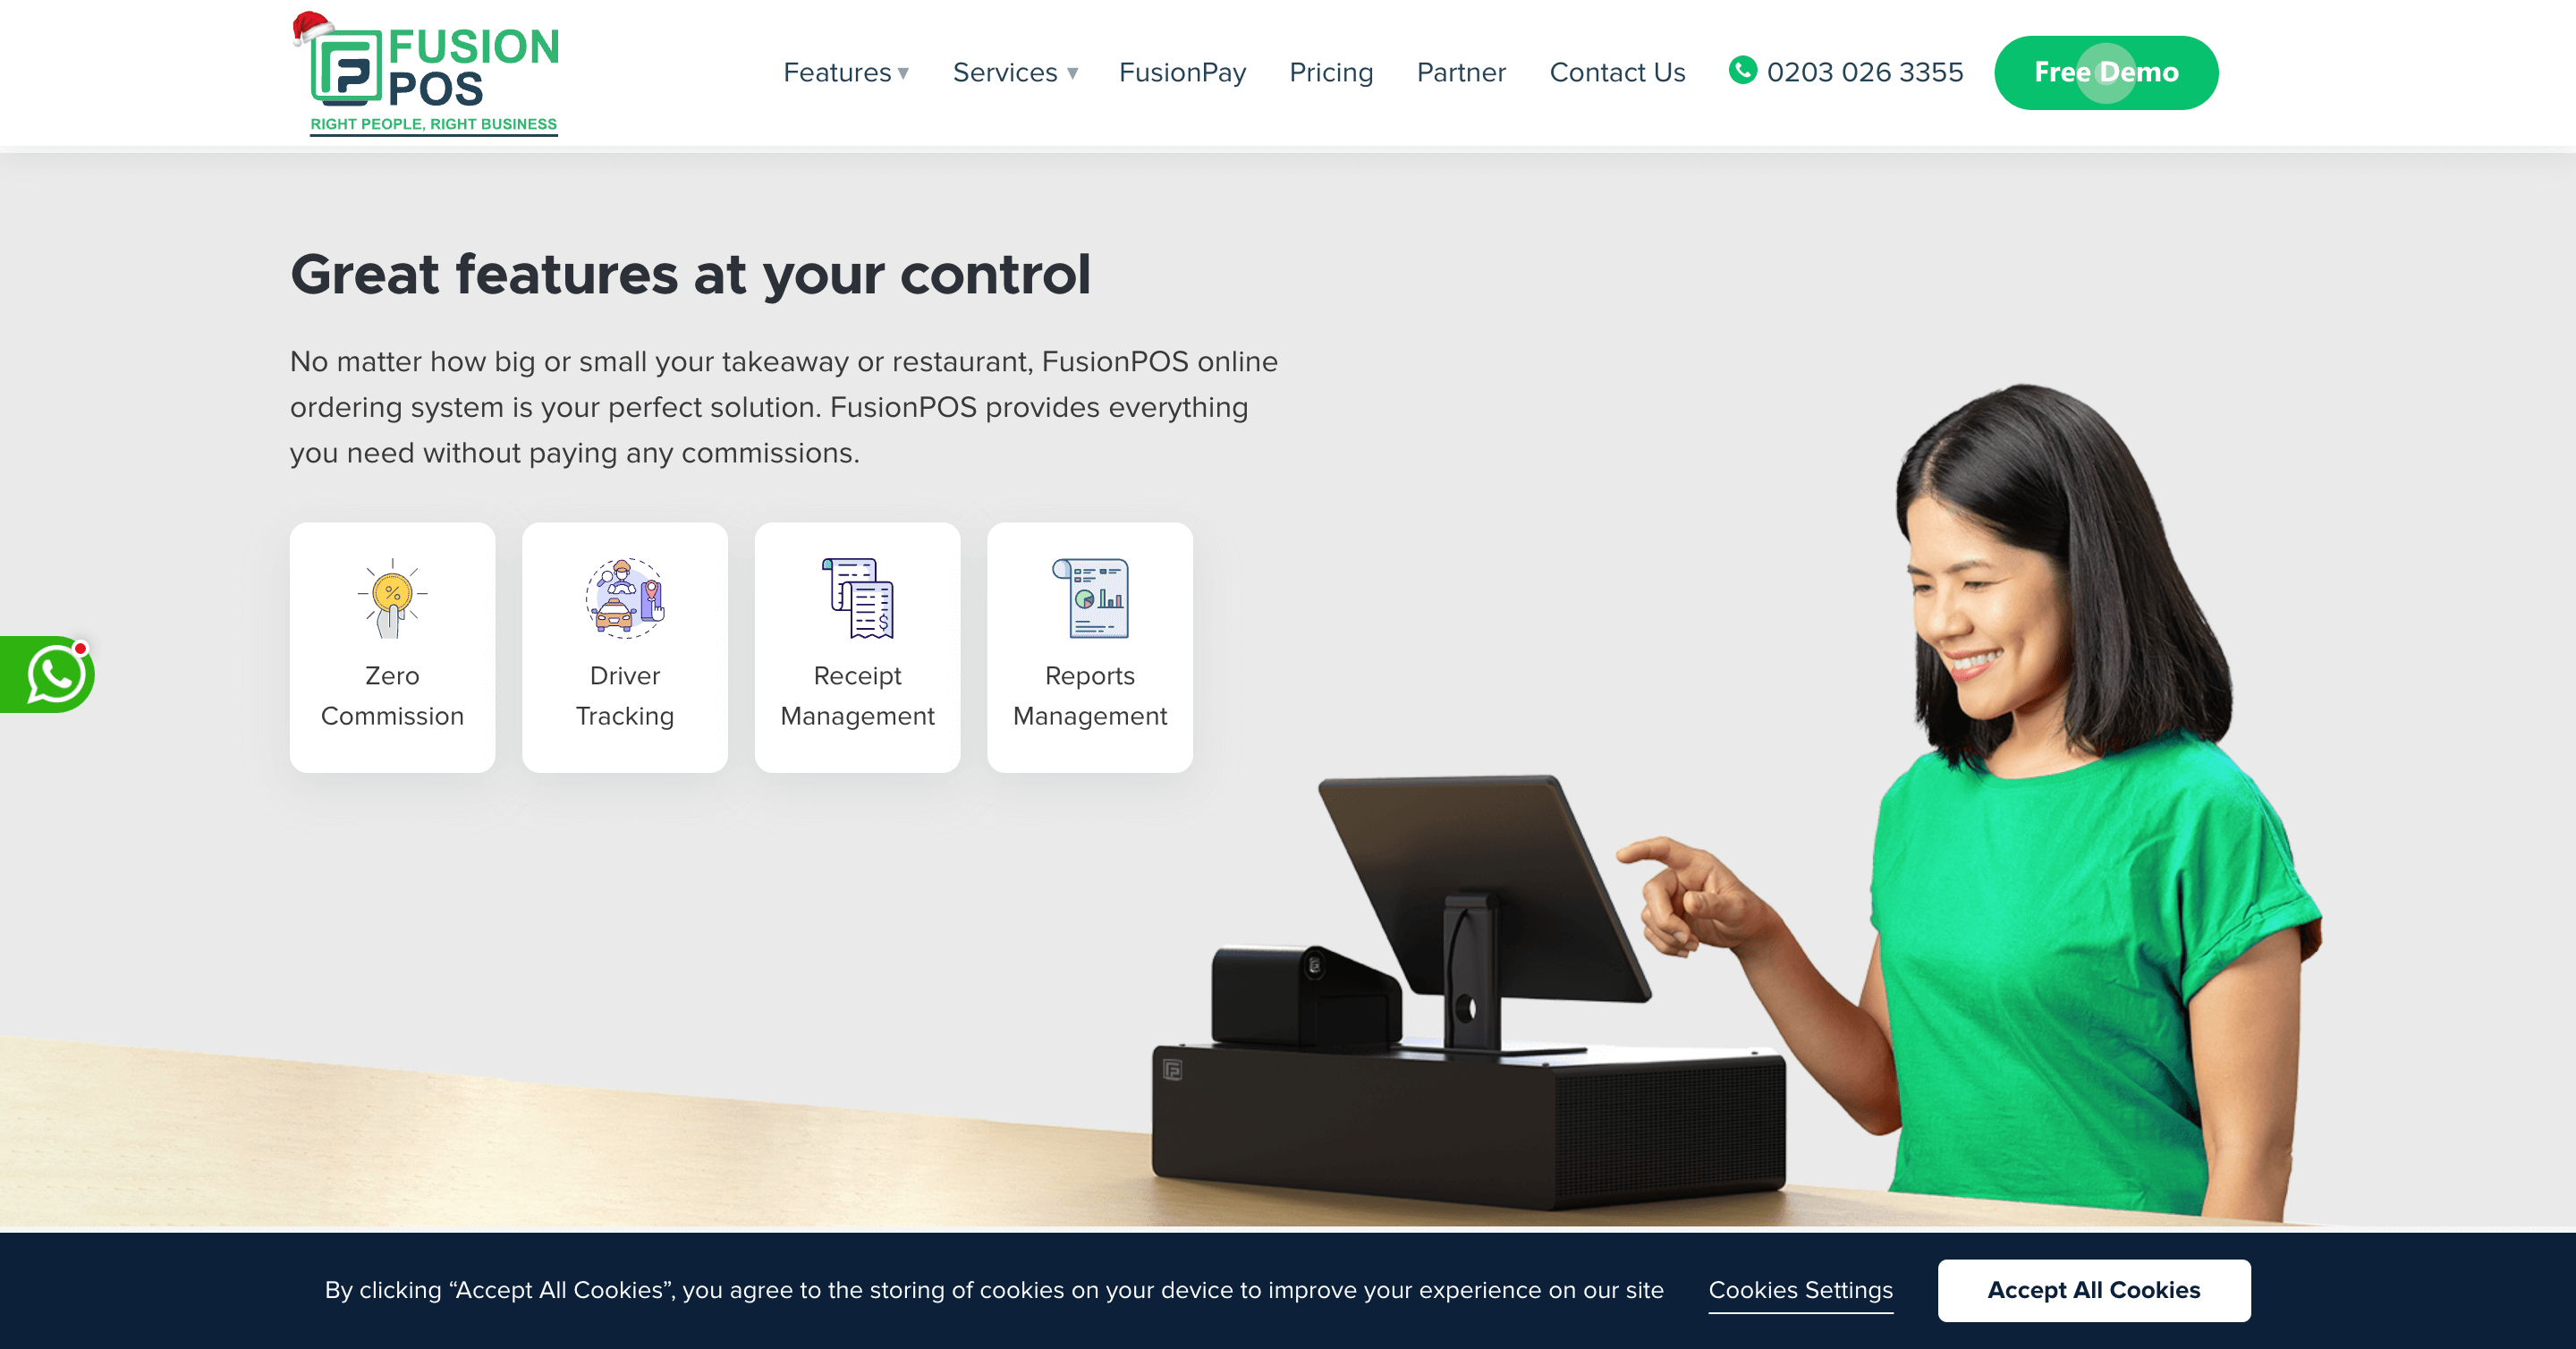 FUSION
POS
RIGHT PEOPLE, RIGHT BUSINESS
Features
Services
FusionPay
Pricing
Partner
Contact Us
0203 026 3355
Free Demo
Great features at your control
No matter how big or small your takeaway or restaurant, FusionPOS online
ordering system is your perfect solution. FusionPOS provides everything
you need without paying any commissions.
Zero
Commission
Driver
Tracking
Receipt
Management
Reports
Management
By clicking “Accept All Cookies”, you agree to the storing of cookies on your device to improve your experience on our site
Cookies Settings
Accept All Cookies